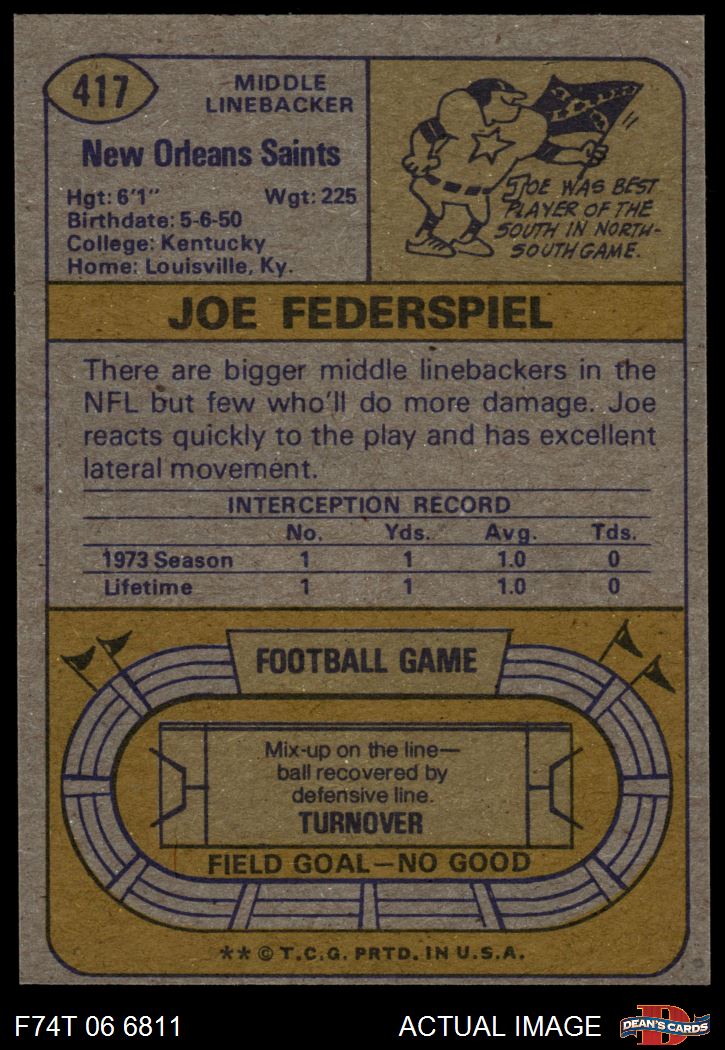 417
MIDDLE
LINEBACKER
New Orleans Saints
Hgt: 6'1" Wgt: 225
Birthdate: 5-6-50
College: Kentucky
Home: Louisville, Ky.
JOE WAS BEST
PLAYER OF THE
SOUTH IN NORTH-
SOUTH GAME.
JOE FEDERSPIEL
There are bigger middle linebackers in the
NFL but few who'll do more damage. Joe
reacts quickly to the play and has excellent
lateral movement.
INTERCEPTION RECORD
No. Yds. Avg. Tds.
1973 Season 1 1 1.0 0
Lifetime 1 1 1.0 0
FOOTBALL GAME
Mix-up on the line—
ball recovered by
defensive line.
TURNOVER
FIELD GOAL—NO GOOD
** © T.C.G. PRTD. IN U.S.A.
F74T 06 6811 ACTUAL IMAGE
D
DEAN'S CARDS